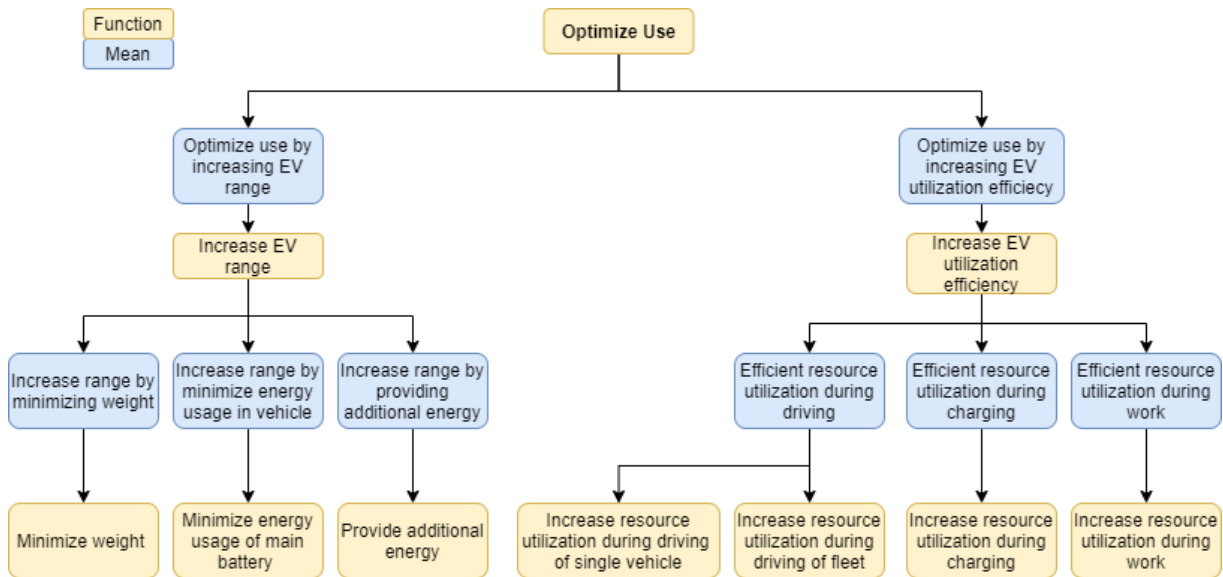 Function
Mean
Optimize Use
Optimize use by
increasing EV
range
Optimize use by
increasing EV
utilization efficiecy
Increase EV
range
Increase EV
utilization
efficiency
Increase range by
minimizing weight
Increase range by
minimize energy
usage in vehicle
Increase range by
providing
additional energy
Efficient resource
utilization during
driving
Efficient resource
utilization during
charging
Efficient resource
utilization during
work
Minimize weight
Minimize energy
usage of main
battery
Provide additional
energy
Increase resource
utilization during driving
of single vehicle
Increase resource
utilization during
driving of fleet
Increase resource
utilization during
charging
Increase resource
utilization during
work